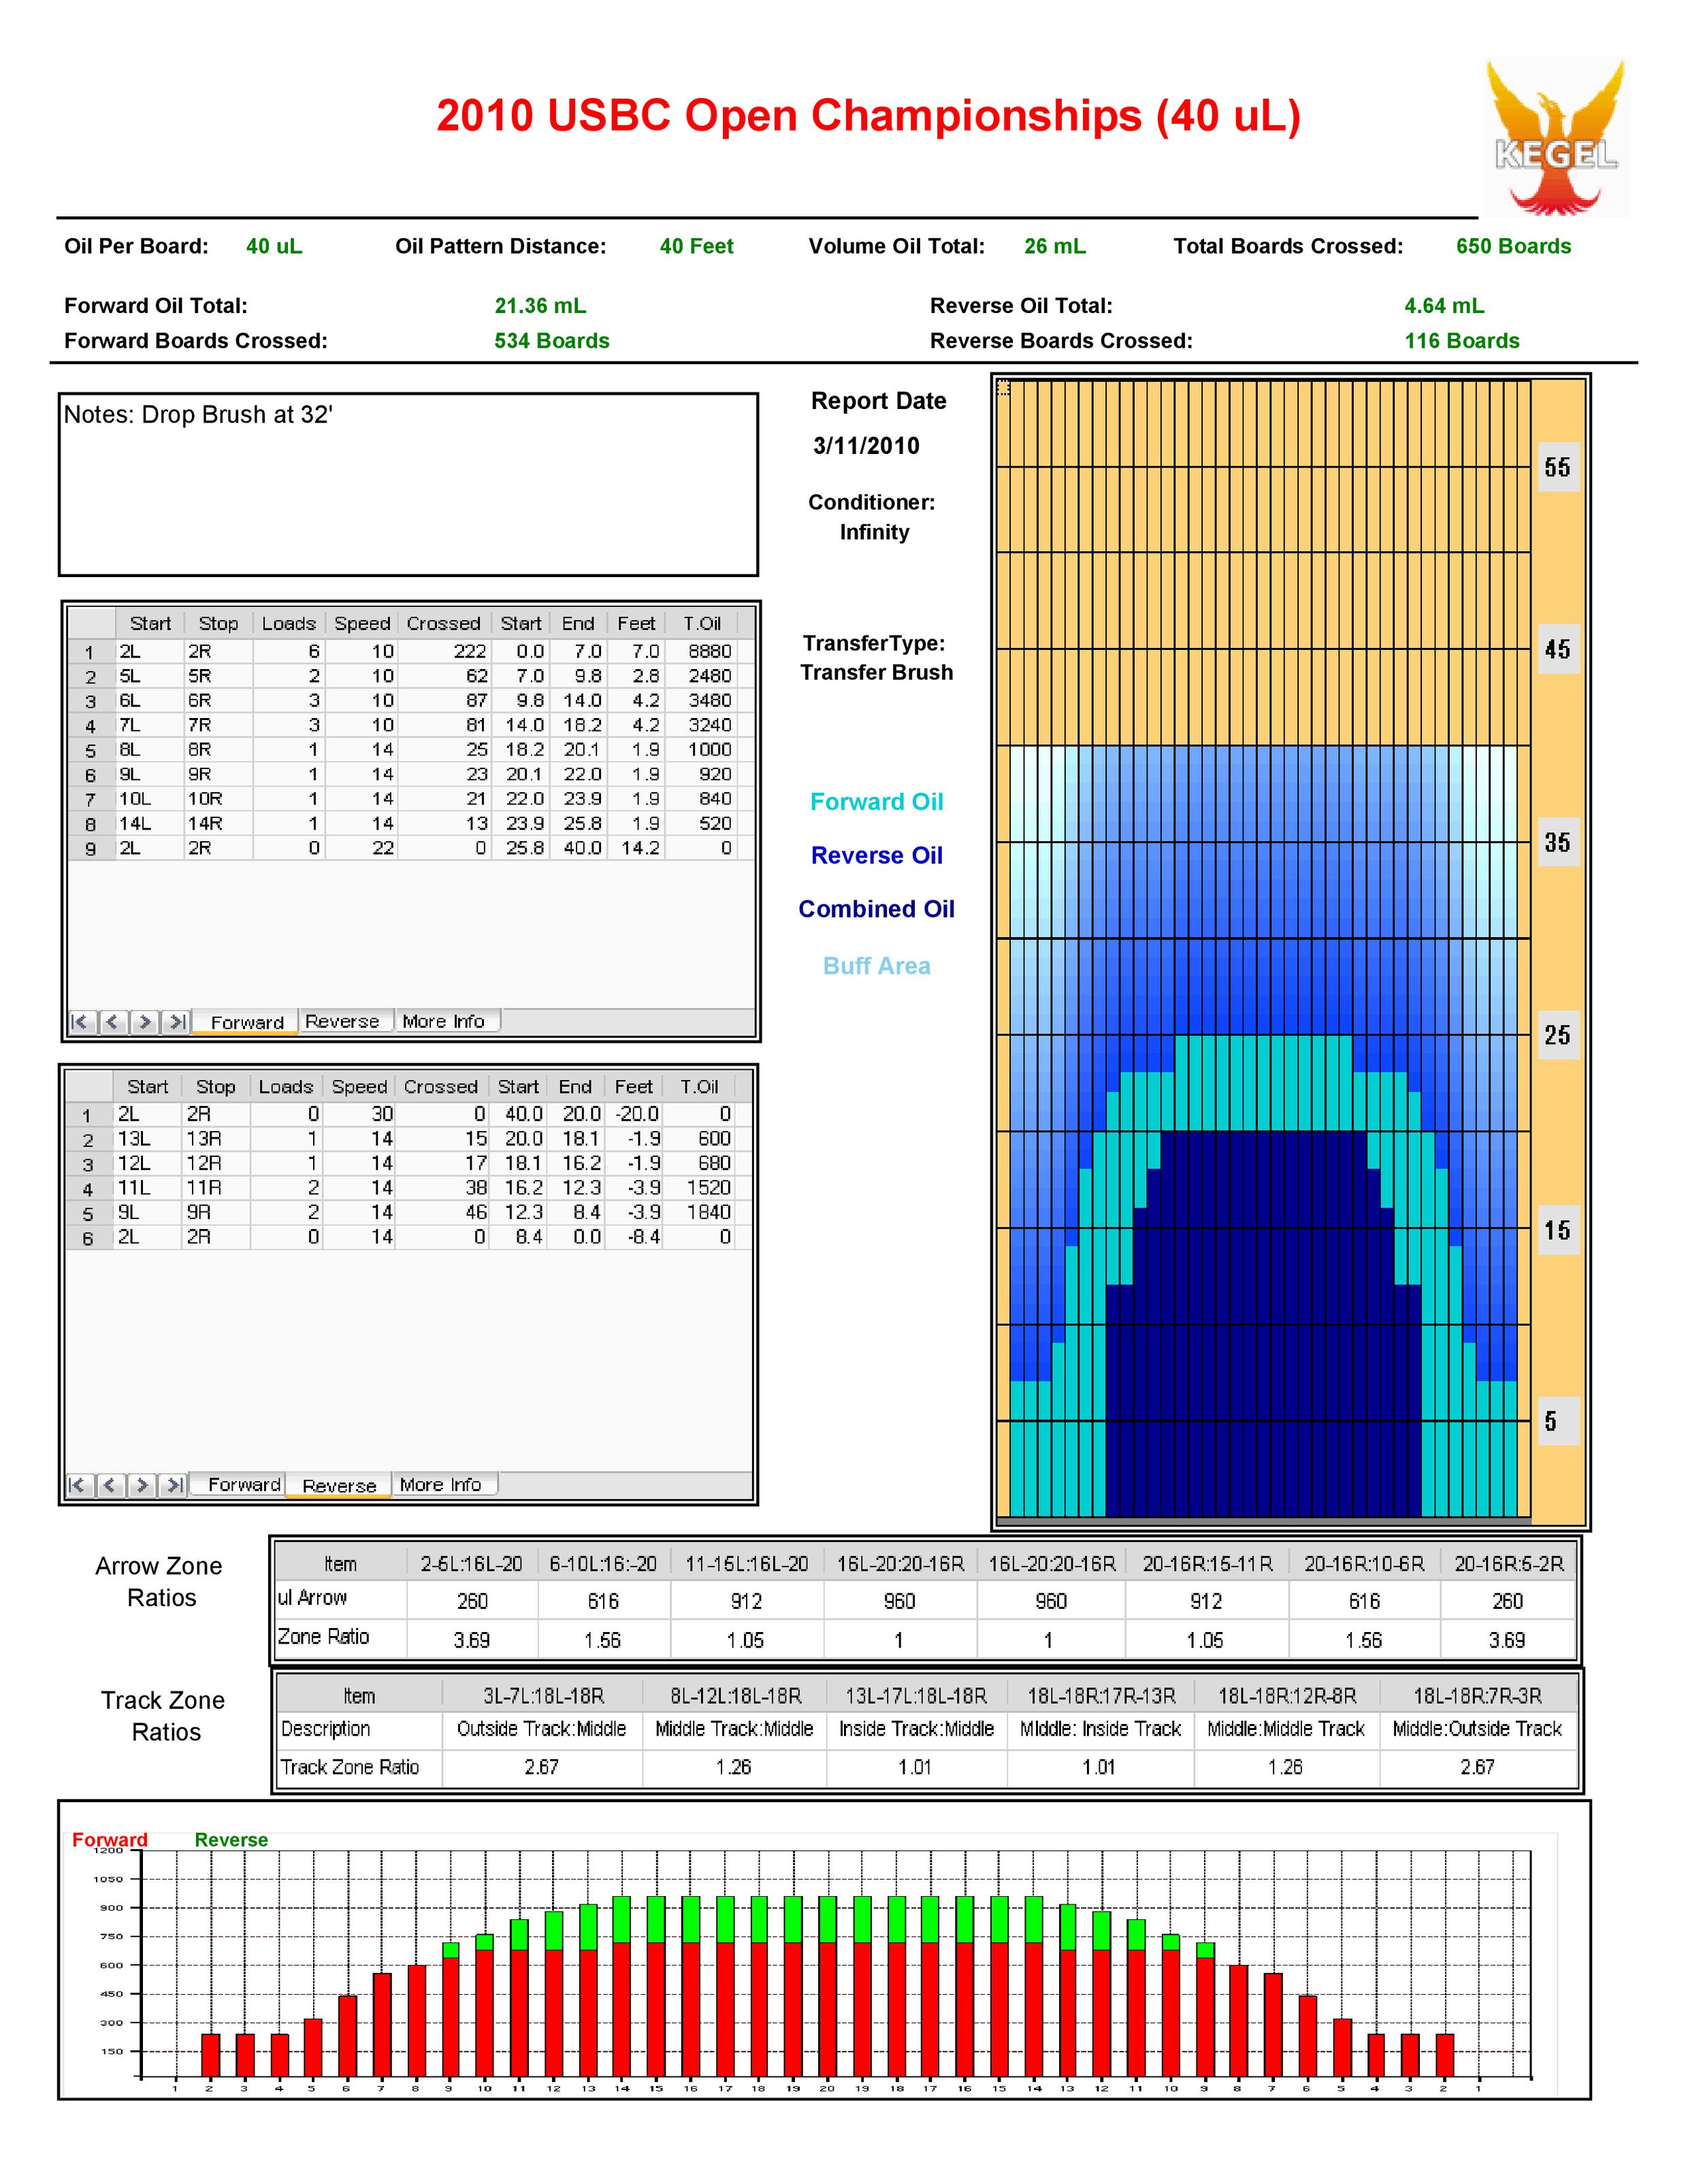 2010 USBC Open Championships (40 uL)
KEGEL
Oil Per Board: 40 uL Oil Pattern Distance: 40 Feet Volume Oil Total: 26 mL Total Boards Crossed: 650 Boards
Forward Oil Total: 21.36 mL Reverse Oil Total: 4.64 mL
Forward Boards Crossed: 534 Boards Reverse Boards Crossed: 116 Boards
Notes: Drop Brush at 32'
Start Stop Loads Speed Crossed Start End Feet T.Oil
1 2L 2R 6 10 222 0.0 7.0 7.0 8880
2 5L 5R 2 10 62 7.0 9.8 2.8 2480
3 6L 6R 3 10 87 9.8 14.0 4.2 3480
4 7L 7R 3 10 81 14.0 18.2 4.2 3240
5 8L 8R 1 14 25 18.2 20.1 1.9 1000
6 9L 9R 1 14 23 20.1 22.0 1.9 920
7 10L 10R 1 14 21 22.0 23.9 1.9 840
8 14L 14R 1 14 13 23.9 25.8 1.9 520
9 2L 2R 0 22 0 25.8 40.0 14.2 0
Forward Reverse More Info
Start Stop Loads Speed Crossed Start End Feet T.Oil
1 2L 2R 0 30 0 40.0 20.0 -20.0 0
2 13L 13R 1 14 15 20.0 18.1 -1.9 600
3 12L 12R 1 14 17 18.1 16.2 -1.9 680
4 11L 11R 2 14 38 16.2 12.3 -3.9 1520
5 9L 9R 2 14 46 12.3 8.4 -3.9 1840
6 2L 2R 0 14 0 8.4 0.0 -8.4 0
Forward Reverse More Info
Report Date
3/11/2010
Conditioner:
Infinity
TransferType:
Transfer Brush
Forward Oil
Reverse Oil
Combined Oil
Buff Area
55
45
35
25
15
5
Arrow Zone
Ratios
Item 2-5L:16L-20 6-10L:16:-20 11-15L:16L-20 16L-20:20-16R 16L-20:20-16R 20-16R:15-11R 20-16R:10-6R 20-16R:5-2R
ul Arrow 260 616 912 960 960 912 616 260
Zone Ratio 3.69 1.56 1.05 1 1 1.05 1.56 3.69
Track Zone
Ratios
Item 3L-7L:18L-18R 8L-12L:18L-18R 13L-17L:18L-18R 18L-18R:17R-13R 18L-18R:12R-8R 18L-18R:7R-3R
Description Outside Track:Middle Middle Track:Middle Inside Track:Middle MIddle: Inside Track Middle:Middle Track Middle:Outside Track
Track Zone Ratio 2.67 1.26 1.01 1.01 1.26 2.67
Forward Reverse
1200
1050
900
750
600
450
300
150
1 2 3 4 5 6 7 8 9 10 11 12 13 14 15 16 17 18 19 20 19 18 17 16 15 14 13 12 11 10 9 8 7 6 5 4 3 2 1